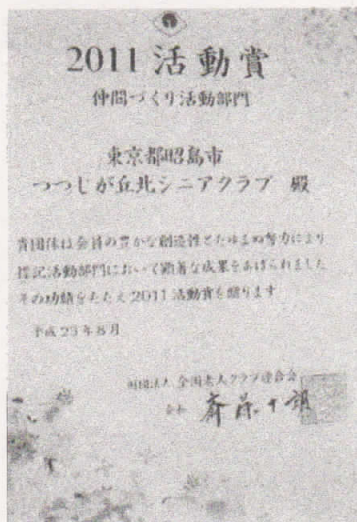 2011 活動賞
仲間づくり活動部門
東京都昭島市
つつじが丘北シニアクラブ 殿
貴団体は会員の豊かな創造性とたゆまぬ努力により
標記活動部門において顕著な成果をあげられました
その功績をたたえ2011活動賞を贈ります
平成23年8月
財団法人 全国老人クラブ連合会
会長 斉藤十朗